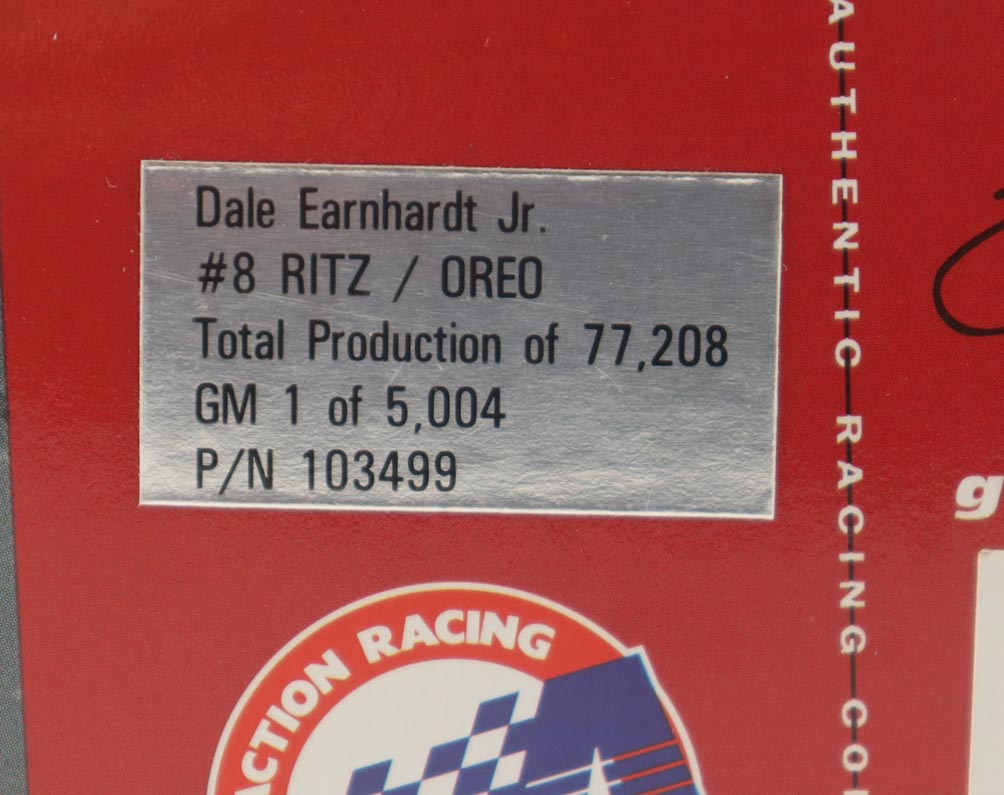 Dale Earnhardt Jr.
#8 RITZ / OREO
Total Production of 77,208
GM 1 of 5,004
P/N 103499
ACTION RACING
AUTHENTIC RACING